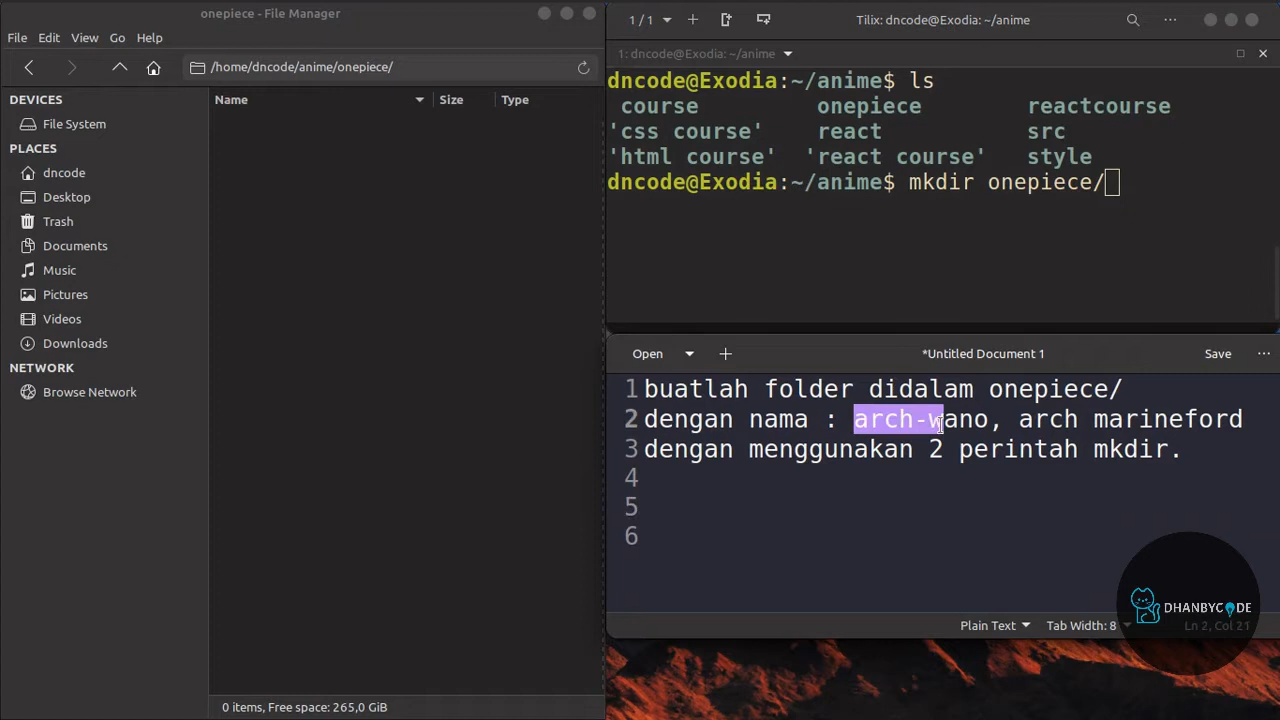 onepiece - File Manager
File Edit View Go Help
/home/dncode/anime/onepiece/
DEVICES
File System
PLACES
dncode
Desktop
Trash
Documents
Music
Pictures
Videos
Downloads
NETWORK
Browse Network
Name Size Type
0 items, Free space: 265,0 GiB
1 / 1 Tilix: dncode@Exodia: ~/anime
1: dncode@Exodia: ~/anime
dncode@Exodia:~/anime$ ls
course onepiece reactcourse
'css course' react src
'html course' 'react course' style
dncode@Exodia:~/anime$ mkdir onepiece/
Open *Untitled Document 1 Save
1 buatlah folder didalam onepiece/
2 dengan nama : arch-wano, arch marineford
3 dengan menggunakan 2 perintah mkdir.
4
5
6
DHANBYCODE
Plain Text Tab Width: 8 Ln 2, Col 21